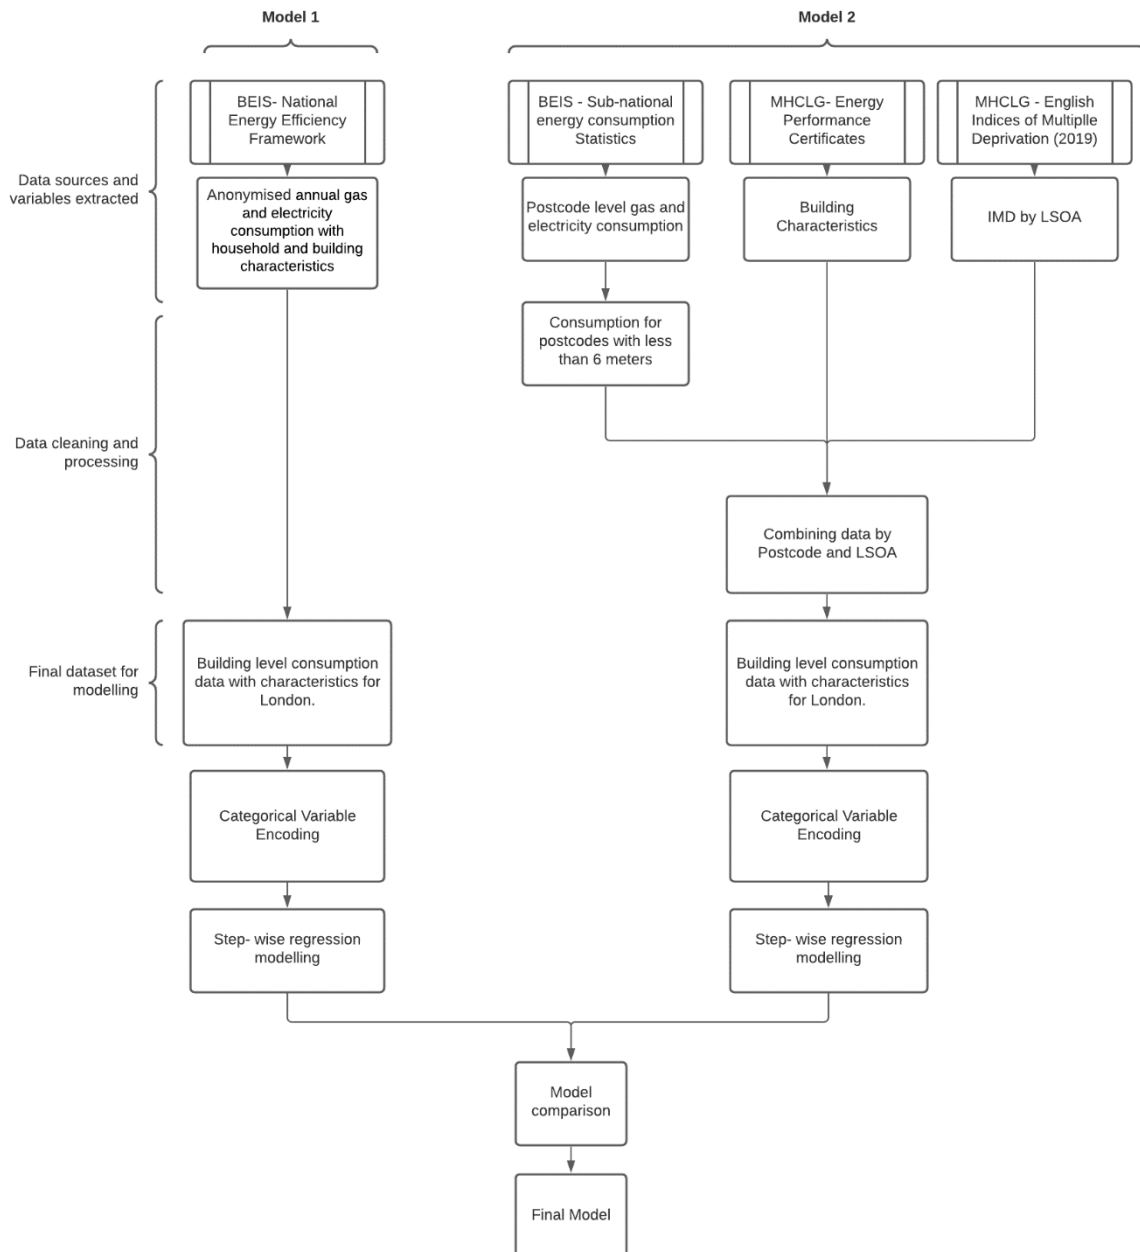 Model 1
Model 2
BEIS- National
Energy Efficiency
Framework
BEIS - Sub-national
energy consumption
Statistics
MHCLG- Energy
Performance
Certificates
MHCLG - English
Indices of Multiplle
Deprivation (2019)
Data sources and
variables extracted
Anonymised annual gas
and electricity
consumption with
household and building
characteristics
Postcode level gas and
electricity consumption
Building
Characteristics
IMD by LSOA
Consumption for
postcodes with less
than 6 meters
Data cleaning and
processing
Combining data by
Postcode and LSOA
Final dataset for
modelling
Building level consumption
data with characteristics for
London.
Building level consumption
data with characteristics
for London.
Categorical Variable
Encoding
Categorical Variable
Encoding
Step- wise regression
modelling
Step- wise regression
modelling
Model
comparison
Final Model